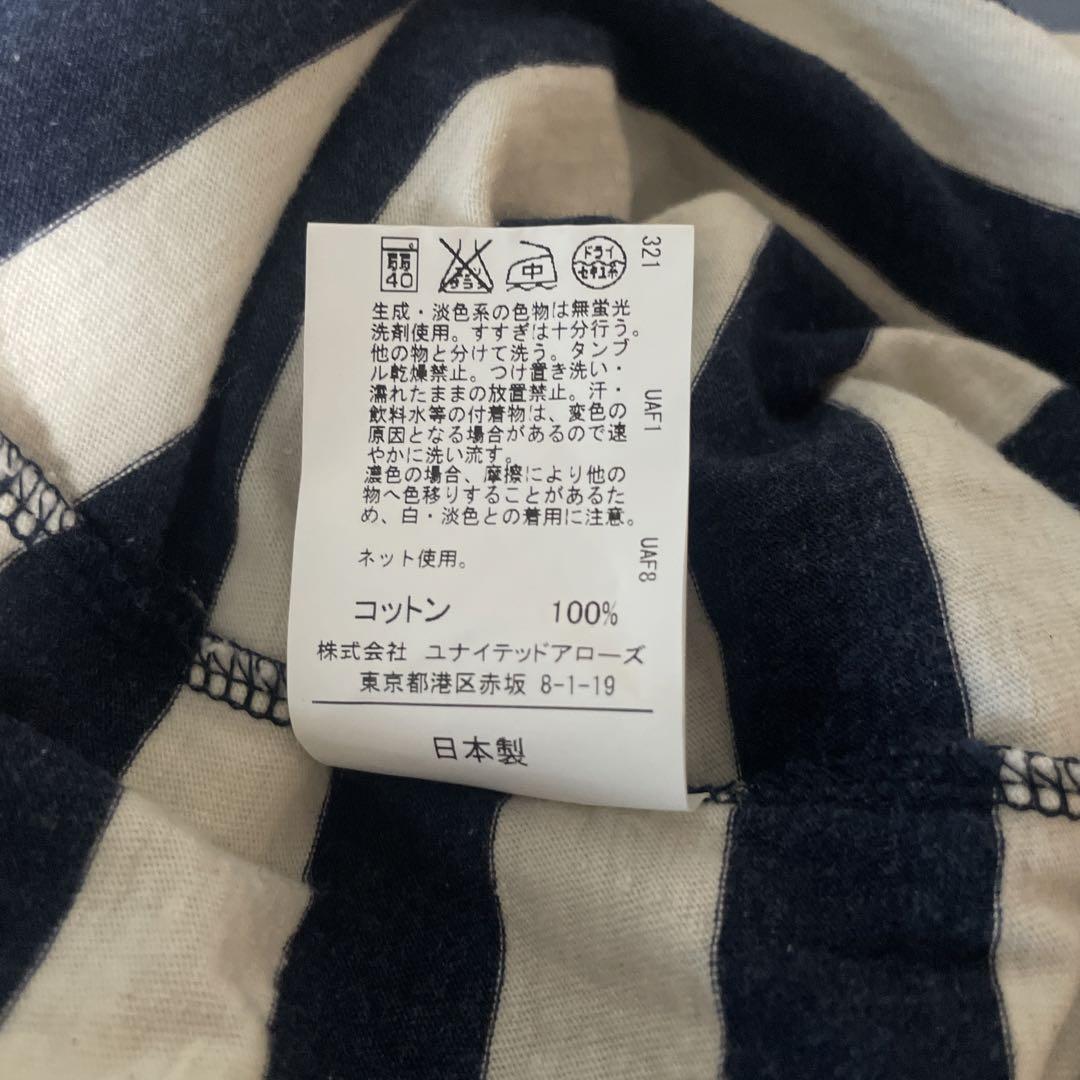 弱
40
エンソ
サラシ
中
ドライ
セキユ系
321
生成・淡色系の色物は無蛍光
洗剤使用。すすぎは十分行う。
他の物と分けて洗う。タンブ
ル乾燥禁止。つけ置き洗い・
濡れたままの放置禁止。汗・
飲料水等の付着物は、変色の
原因となる場合があるので速
やかに洗い流す。
濃色の場合、摩擦により他の
物へ色移りすることがあるた
め、白・淡色との着用に注意。
UAF1
ネット使用。
UAF8
コットン 100%
株式会社 ユナイテッドアローズ
東京都港区赤坂 8-1-19
日本製